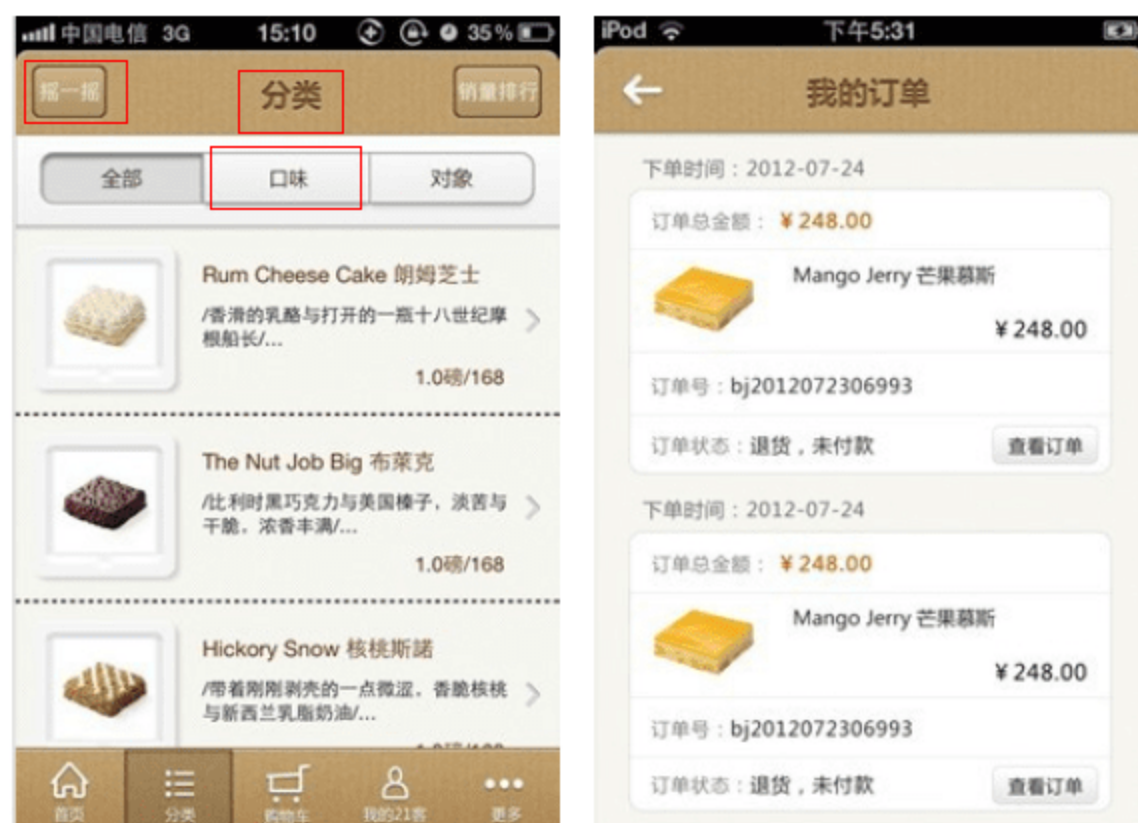 中国电信 3G 15:10 35%
摇一摇 分类 销量排行
全部 口味 对象
Rum Cheese Cake 朗姆芝士
/香滑的乳酪与打开的一瓶十八世纪摩
根船长/...
1.0磅/168
The Nut Job Big 布莱克
/比利时黑巧克力与美国榛子，淡苦与
干脆，浓香丰满/...
1.0磅/168
Hickory Snow 核桃斯諾
/带着刚刚剥壳的一点微涩，香脆核桃
与新西兰乳脂奶油/...
首页 分类 购物车 我的21客 更多
iPod 下午5:31
我的订单
下单时间：2012-07-24
订单总金额：￥248.00
Mango Jerry 芒果慕斯
￥248.00
订单号：bj2012072306993
订单状态：退货，未付款 查看订单
下单时间：2012-07-24
订单总金额：￥248.00
Mango Jerry 芒果慕斯
￥248.00
订单号：bj2012072306993
订单状态：退货，未付款 查看订单